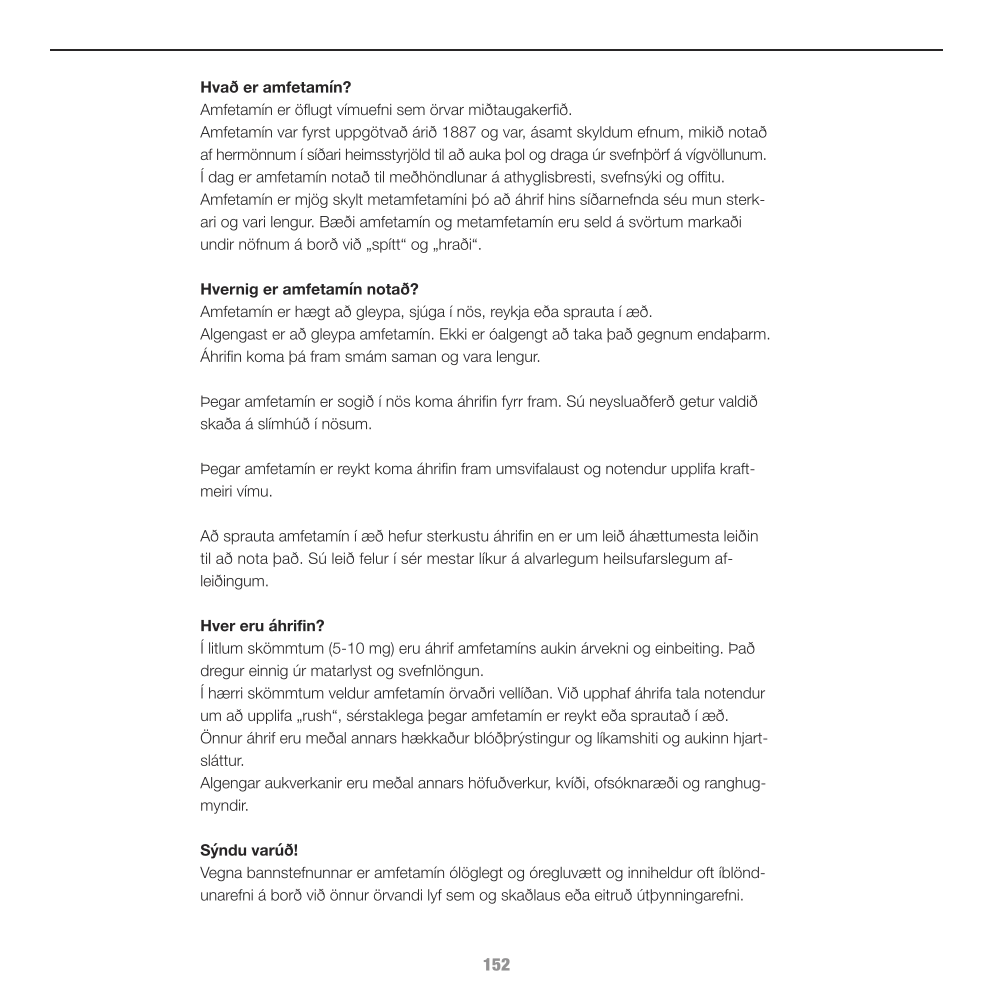 Hvað er amfetamín?
Amfetamín er öflugt vímuefni sem örvar miðtaugakerfið.
Amfetamín var fyrst uppgötvað árið 1887 og var, ásamt skyldum efnum, mikið notað
af hermönnum í síðari heimsstyrjöld til að auka þol og draga úr svefnþörf á vígvöllunum.
Í dag er amfetamín notað til meðhöndlunar á athyglisbresti, svefnsýki og offitu.
Amfetamín er mjög skylt metamfetamíni þó að áhrif hins síðarnefnda séu mun sterk-
ari og vari lengur. Bæði amfetamín og metamfetamín eru seld á svörtum markaði
undir nöfnum á borð við „spítt“ og „hraði“.
Hvernig er amfetamín notað?
Amfetamín er hægt að gleypa, sjúga í nös, reykja eða sprauta í æð.
Algengast er að gleypa amfetamín. Ekki er óalgengt að taka það gegnum endaþarm.
Áhrifin koma þá fram smám saman og vara lengur.
Þegar amfetamín er sogið í nös koma áhrifin fyrr fram. Sú neysluaðferð getur valdið
skaða á slímhúð í nösum.
Þegar amfetamín er reykt koma áhrifin fram umsvifalaust og notendur upplifa kraft-
meiri vímu.
Að sprauta amfetamín í æð hefur sterkustu áhrifin en er um leið áhættumesta leiðin
til að nota það. Sú leið felur í sér mestar líkur á alvarlegum heilsufarslegum af-
leiðingum.
Hver eru áhrifin?
Í litlum skömmtum (5-10 mg) eru áhrif amfetamíns aukin árvekni og einbeiting. Það
dregur einnig úr matarlyst og svefnlöngun.
Í hærri skömmtum veldur amfetamín örvaðri vellíðan. Við upphaf áhrifa tala notendur
um að upplifa „rush“, sérstaklega þegar amfetamín er reykt eða sprautað í æð.
Önnur áhrif eru meðal annars hækkaður blóðþrýstingur og líkamshiti og aukinn hjart-
sláttur.
Algengar aukverkanir eru meðal annars höfuðverkur, kvíði, ofsóknaræði og ranghug-
myndir.
Sýndu varúð!
Vegna bannstefnunnar er amfetamín ólöglegt og óregluvætt og inniheldur oft íblönd-
unarefni á borð við önnur örvandi lyf sem og skaðlaus eða eitruð útþynningarefni.
152